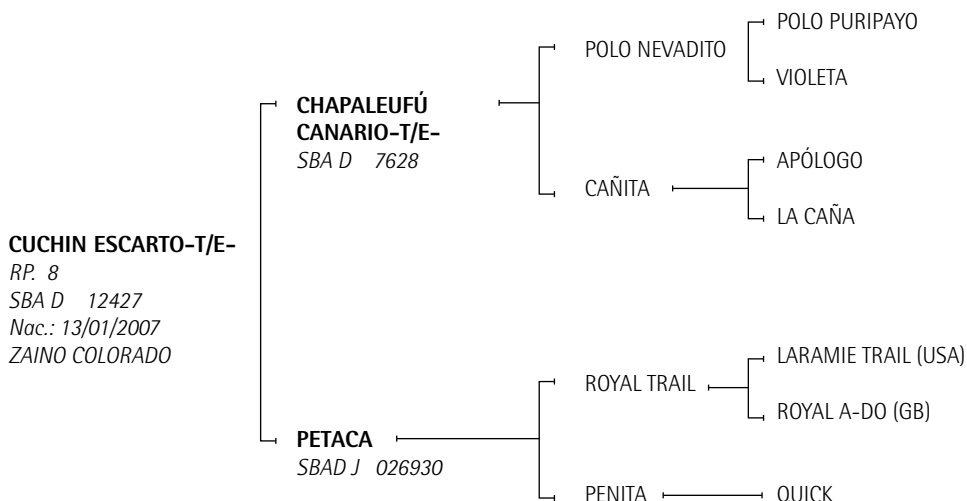 CUCHIN ESCARTO-T/E-
RP. 8
SBA D 12427
Nac.: 13/01/2007
ZAINO COLORADO
CHAPALEUFÚ
CANARIO-T/E-
SBA D 7628
PETACA
SBAD J 026930
POLO NEVADITO
CAÑITA
ROYAL TRAIL
PENITA
POLO PURIPAYO
VIOLETA
APÓLOGO
LA CAÑA
LARAMIE TRAIL (USA)
ROYAL A-DO (GB)
QUICK